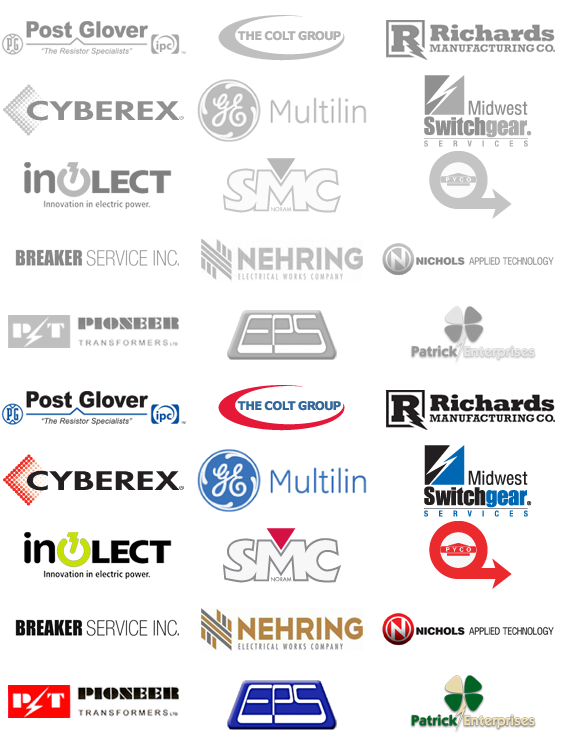 Post Glover
PG
"The Resistor Specialists"
ipc
THE COLT GROUP
R
Richards
MANUFACTURING CO.
CYBEREX
GE Multilin
Midwest
Switchgear.
SERVICES
inOLECT
Innovation in electric power.
SMC
NORAM
PYCO
BREAKER SERVICE INC.
NEHRING
ELECTRICAL WORKS COMPANY
N
NICHOLS APPLIED TECHNOLOGY
P T
PIONEER
TRANSFORMERS LTD
EPS
Patrick Enterprises
Post Glover
PG
"The Resistor Specialists"
ipc
THE COLT GROUP
R
Richards
MANUFACTURING CO.
CYBEREX
GE Multilin
Midwest
Switchgear.
SERVICES
inOLECT
Innovation in electric power.
SMC
NORAM
PYCO
BREAKER SERVICE INC.
NEHRING
ELECTRICAL WORKS COMPANY
N
NICHOLS APPLIED TECHNOLOGY
P T
PIONEER
TRANSFORMERS LTD
EPS
Patrick Enterprises